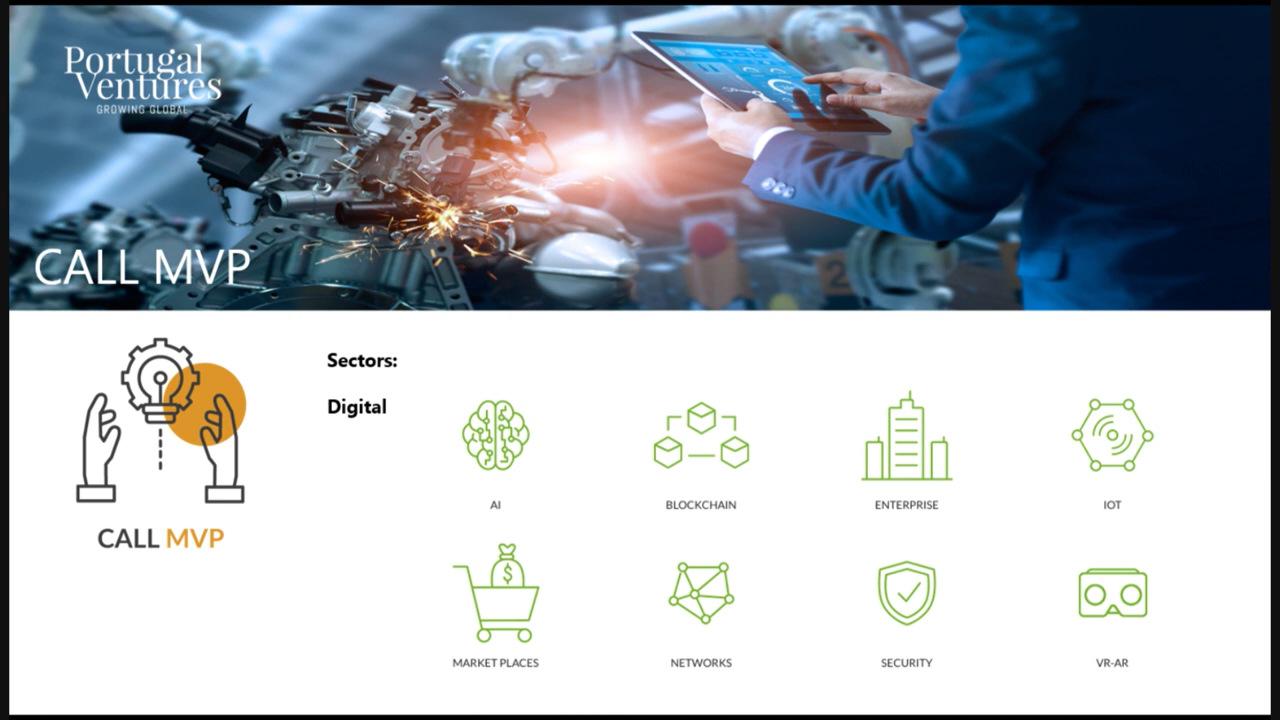 Portugal
Ventures
GROWING GLOBAL
CALL MVP
Sectors:
Digital
CALL MVP
AI
BLOCKCHAIN
ENTERPRISE
IOT
$
MARKET PLACES
NETWORKS
SECURITY
VR-AR
2